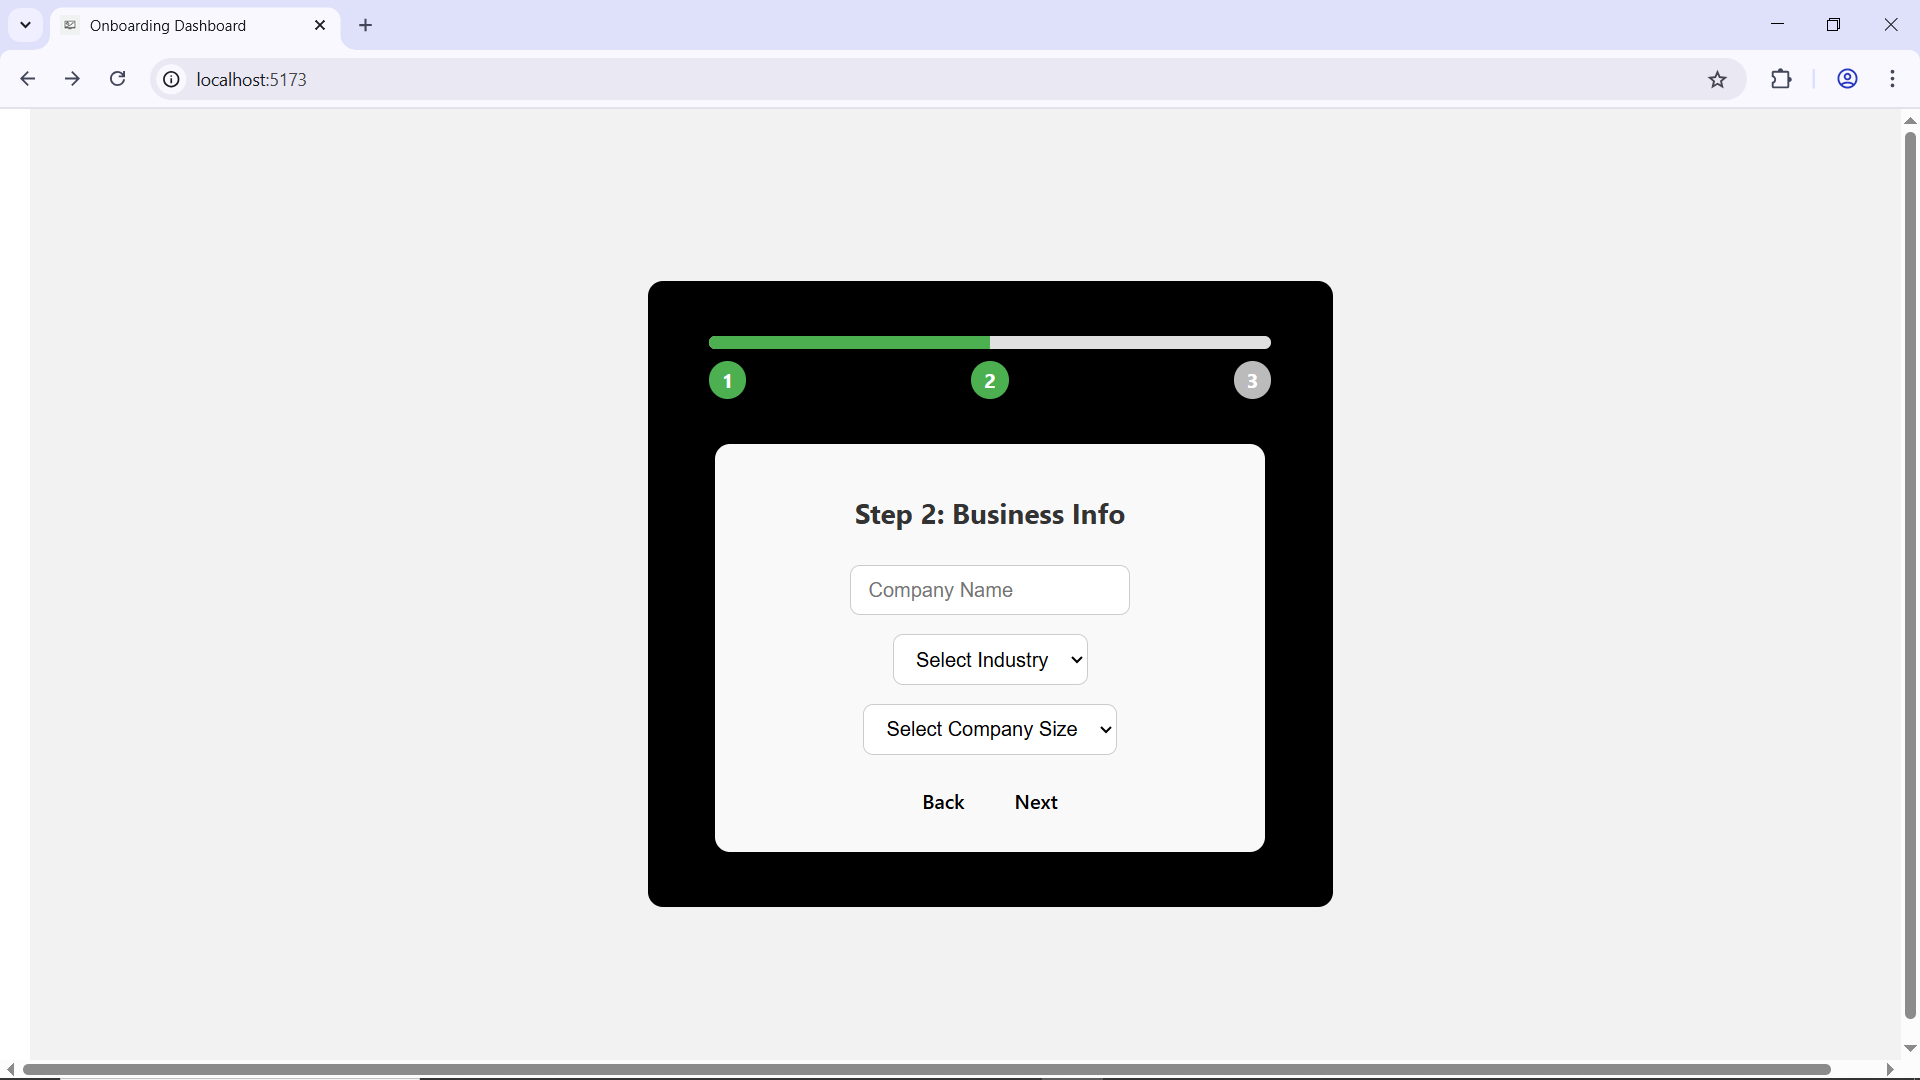 Onboarding Dashboard
localhost:5173
1 2 3
Step 2: Business Info
Company Name
Select Industry
Select Company Size
Back Next